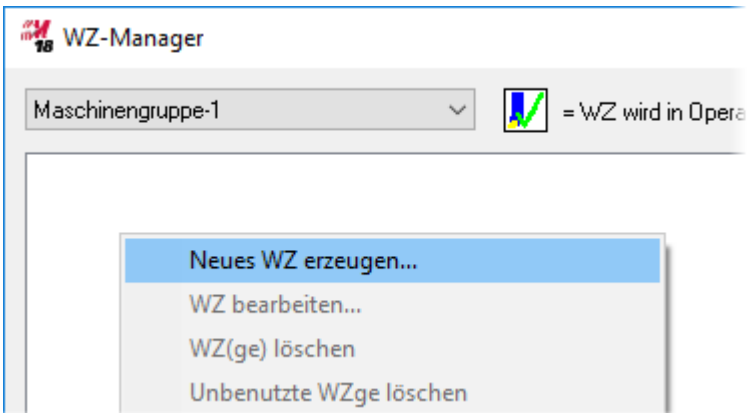 18 WZ-Manager
Maschinengruppe-1
= WZ wird in Opera
Neues WZ erzeugen...
WZ bearbeiten...
WZ(ge) löschen
Unbenutzte WZge löschen